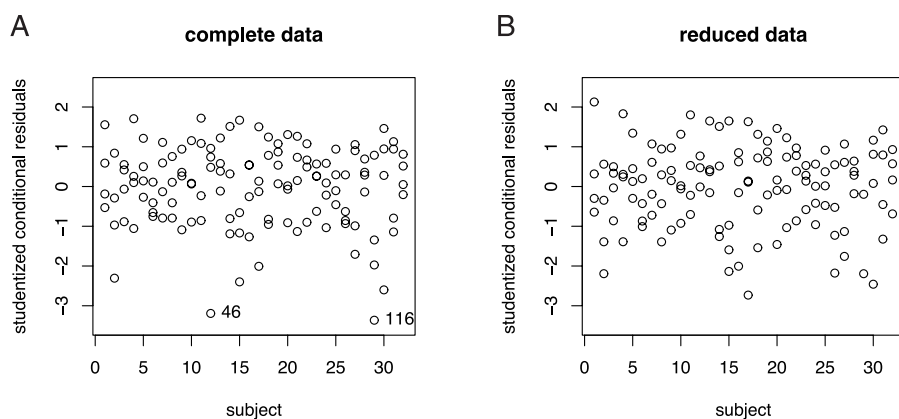 A
complete data
studentized conditional residuals
2
1
0
−1
−2
−3
46
116
0 5 10 15 20 25 30
subject
B
reduced data
studentized conditional residuals
2
1
0
−1
−2
−3
0 5 10 15 20 25 30
subject